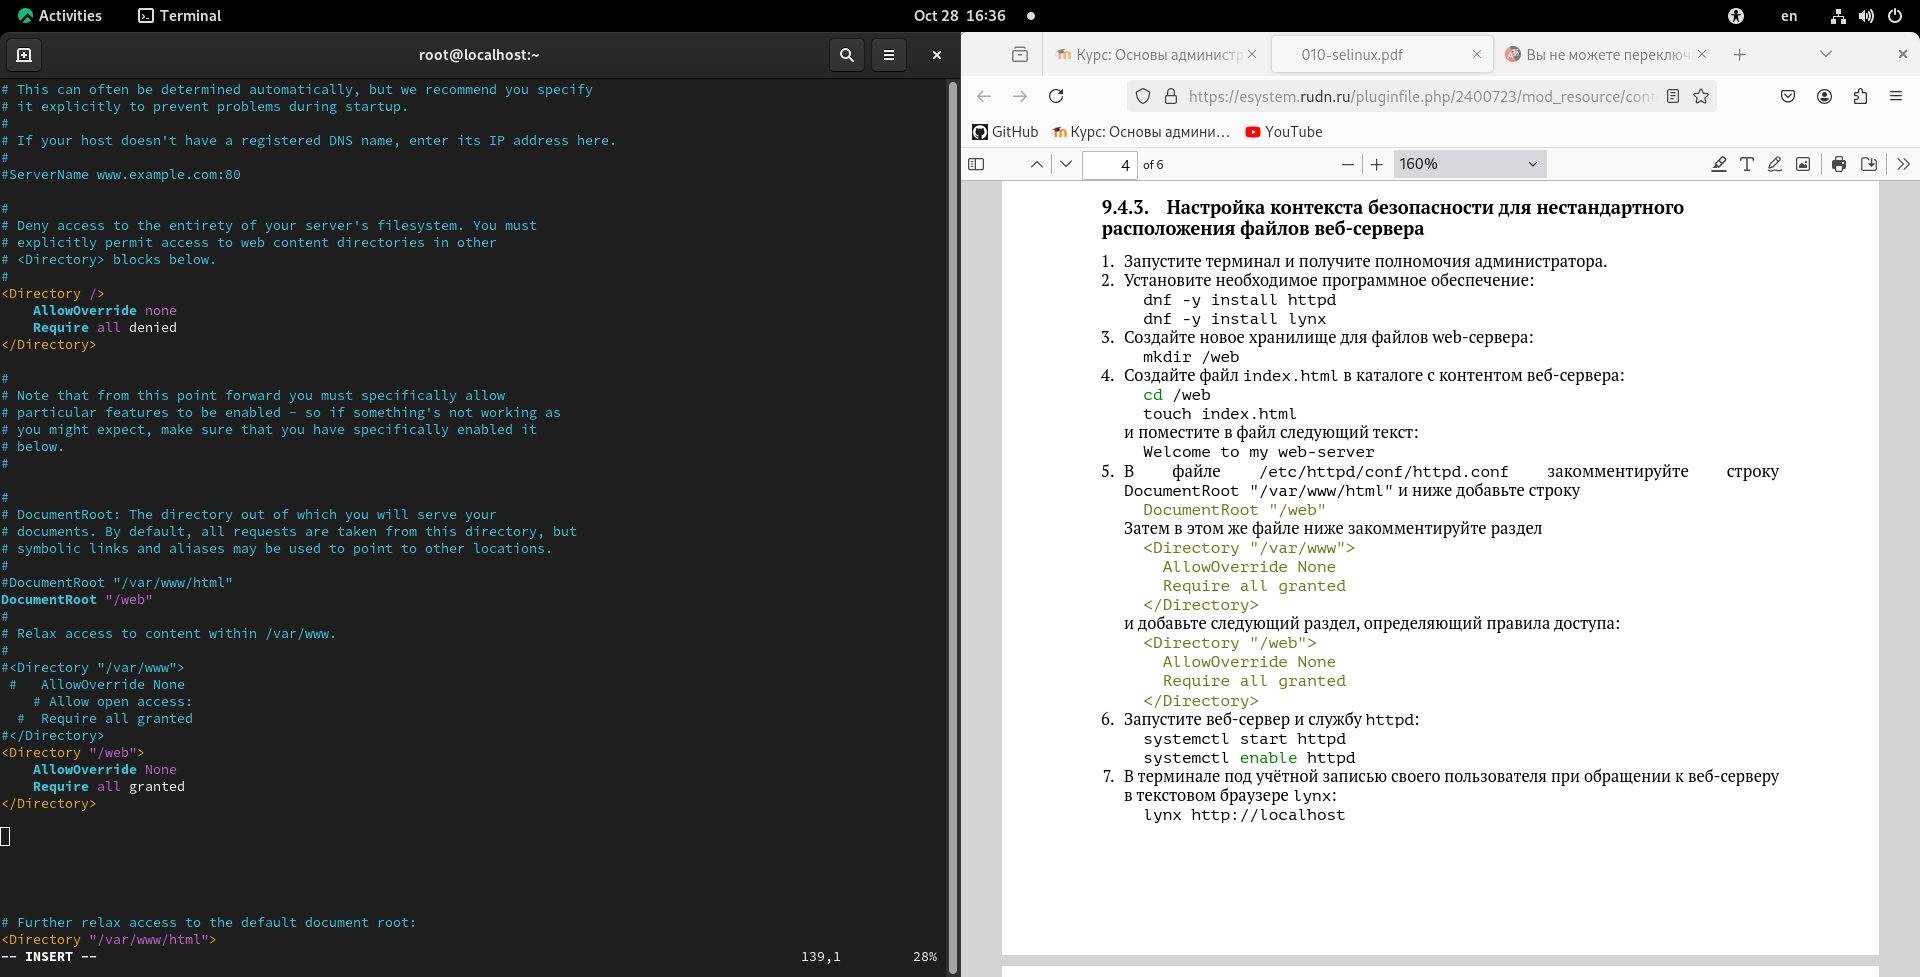 Activities
Terminal
Oct 28 16:36
en
root@localhost:~
# This can often be determined automatically, but we recommend you specify
# it explicitly to prevent problems during startup.
#
# If your host doesn't have a registered DNS name, enter its IP address here.
#
#ServerName www.example.com:80
#
# Deny access to the entirety of your server's filesystem. You must
# explicitly permit access to web content directories in other
# <Directory> blocks below.
#
<Directory />
    AllowOverride none
    Require all denied
</Directory>
#
# Note that from this point forward you must specifically allow
# particular features to be enabled - so if something's not working as
# you might expect, make sure that you have specifically enabled it
# below.
#
#
# DocumentRoot: The directory out of which you will serve your
# documents. By default, all requests are taken from this directory, but
# symbolic links and aliases may be used to point to other locations.
#
#DocumentRoot "/var/www/html"
DocumentRoot "/web"
#
# Relax access to content within /var/www.
#
#<Directory "/var/www">
 #   AllowOverride None
    # Allow open access:
  #  Require all granted
#</Directory>
<Directory "/web">
    AllowOverride None
    Require all granted
</Directory>
# Further relax access to the default document root:
<Directory "/var/www/html">
-- INSERT --
139,1
28%
Курс: Основы администр
010-selinux.pdf
Вы не можете переключ
https://esystem.rudn.ru/pluginfile.php/2400723/mod_resource/cont
GitHub
Курс: Основы админи…
YouTube
4 of 6
160%
9.4.3. Настройка контекста безопасности для нестандартного
расположения файлов веб-сервера
1. Запустите терминал и получите полномочия администратора.
2. Установите необходимое программное обеспечение:
dnf -y install httpd
dnf -y install lynx
3. Создайте новое хранилище для файлов web-сервера:
mkdir /web
4. Создайте файл index.html в каталоге с контентом веб-сервера:
cd /web
touch index.html
и поместите в файл следующий текст:
Welcome to my web-server
5. В файле /etc/httpd/conf/httpd.conf закомментируйте строку
DocumentRoot "/var/www/html" и ниже добавьте строку
DocumentRoot "/web"
Затем в этом же файле ниже закомментируйте раздел
<Directory "/var/www">
  AllowOverride None
  Require all granted
</Directory>
и добавьте следующий раздел, определяющий правила доступа:
<Directory "/web">
  AllowOverride None
  Require all granted
</Directory>
6. Запустите веб-сервер и службу httpd:
systemctl start httpd
systemctl enable httpd
7. В терминале под учётной записью своего пользователя при обращении к веб-серверу
в текстовом браузере lynx:
lynx http://localhost